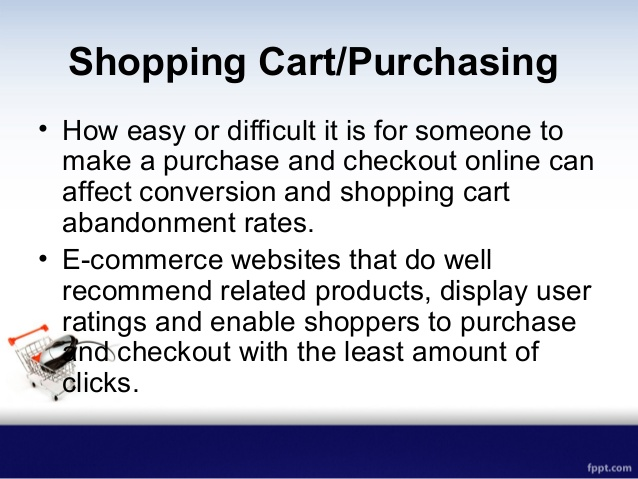 Shopping Cart/Purchasing
• How easy or difficult it is for someone to
make a purchase and checkout online can
affect conversion and shopping cart
abandonment rates.
• E-commerce websites that do well
recommend related products, display user
ratings and enable shoppers to purchase
and checkout with the least amount of
clicks.
fppt.com